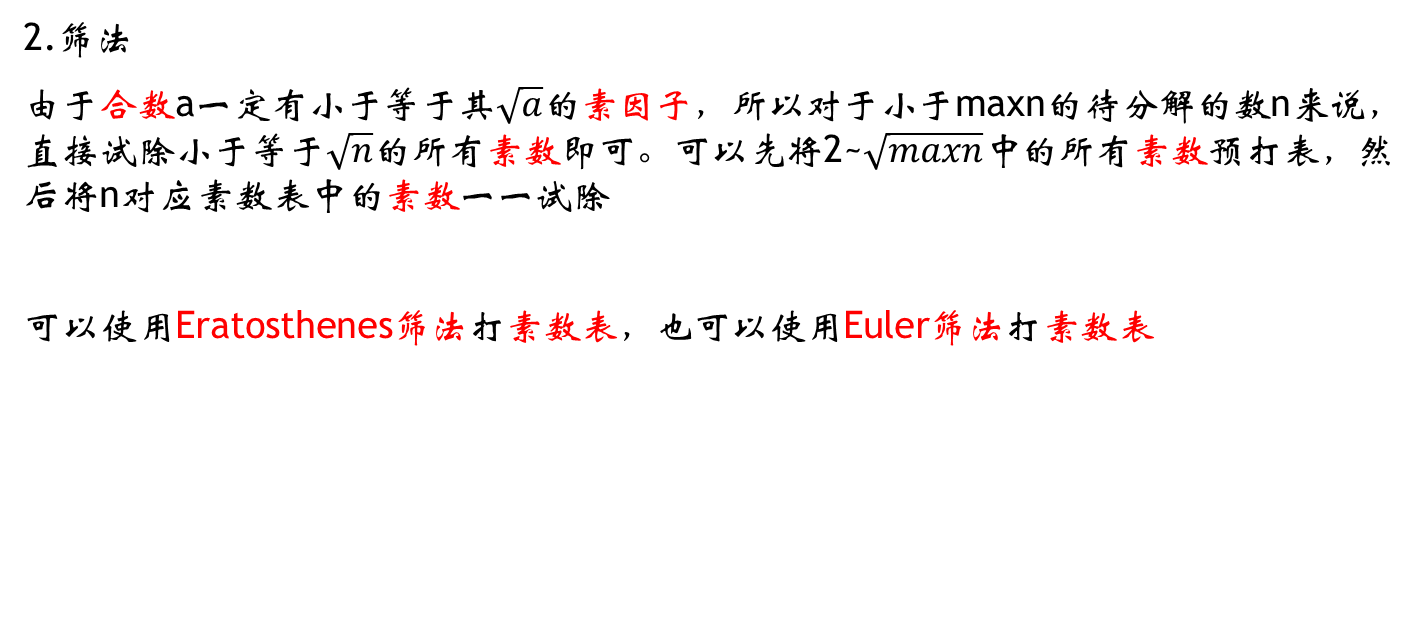 2.筛法
由于合数a一定有小于等于其√a的素因子，所以对于小于maxn的待分解的数n来说，
直接试除小于等于√n的所有素数即可。可以先将2~√maxn中的所有素数预打表，然
后将n对应素数表中的素数一一试除
可以使用Eratosthenes筛法打素数表，也可以使用Euler筛法打素数表